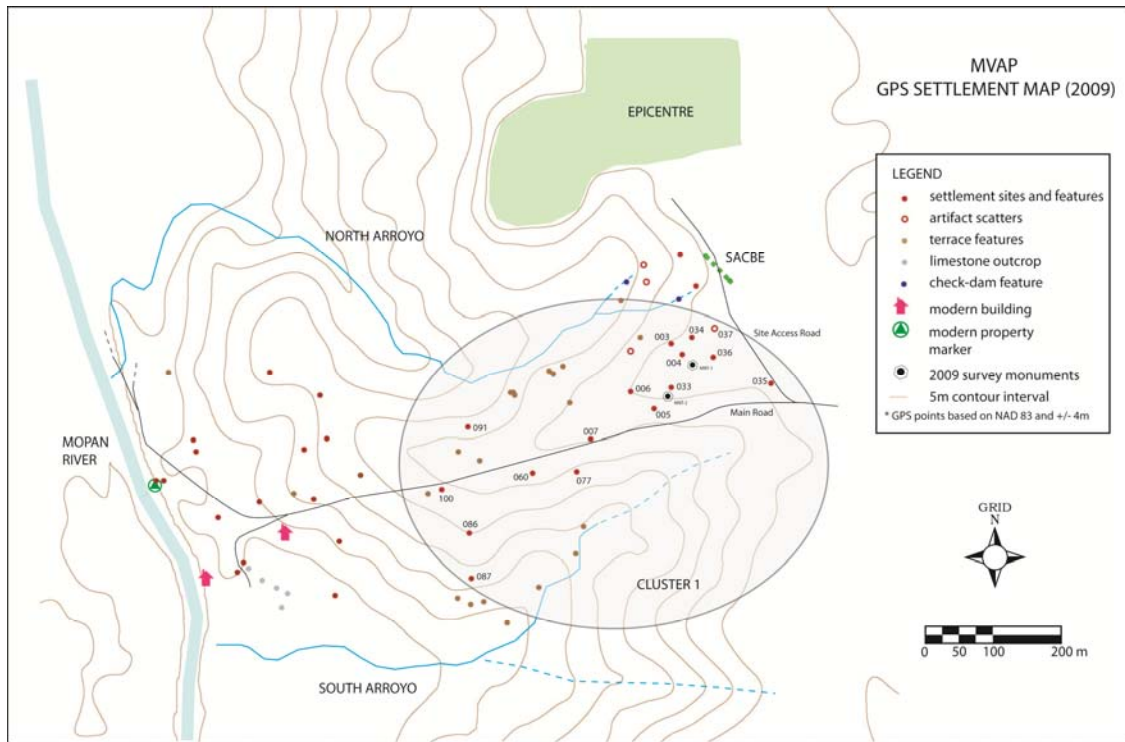 MVAP
GPS SETTLEMENT MAP (2009)
EPICENTRE
LEGEND
settlement sites and features
artifact scatters
terrace features
limestone outcrop
check-dam feature
modern building
modern property
marker
2009 survey monuments
5m contour interval
* GPS points based on NAD 83 and +/- 4m
NORTH ARROYO
SACBE
Site Access Road
034
037
003
004
036
035
033
006
005
Main Road
007
091
MOPAN
RIVER
060
077
100
086
087
CLUSTER 1
SOUTH ARROYO
GRID
N
0 50 100 200 m